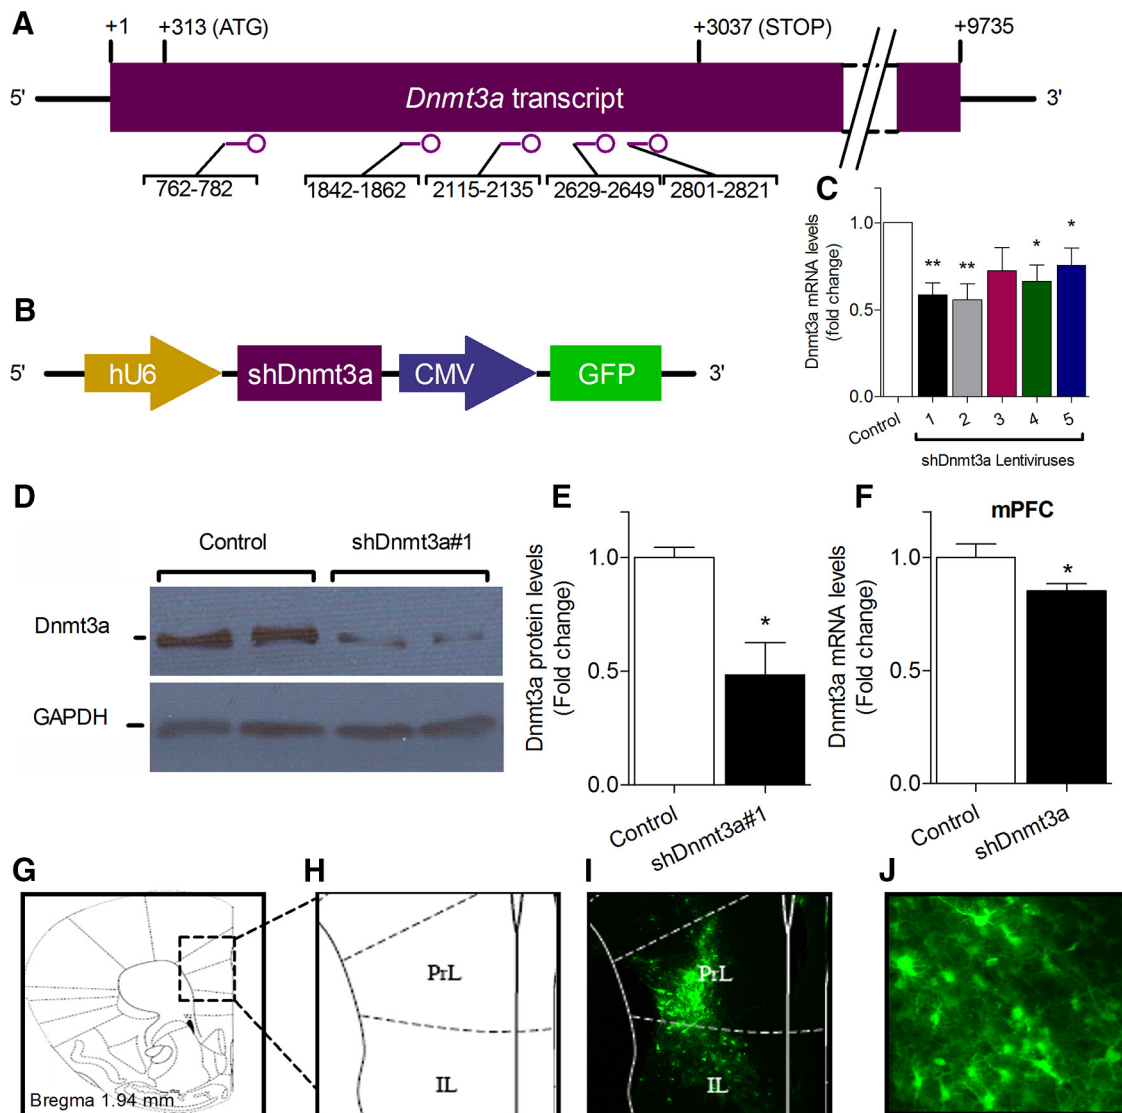 A
+1
+313 (ATG)
+3037 (STOP)
+9735
5'
Dnmt3a transcript
3'
762-782
1842-1862
2115-2135
2629-2649
2801-2821
B
5'
hU6
shDnmt3a
CMV
GFP
3'
C
Dnmt3a mRNA levels
(fold change)
1.0
0.5
0.0
**
**
*
*
Control
1
2
3
4
5
shDnmt3a Lentiviruses
D
Control
shDnmt3a#1
Dnmt3a
GAPDH
E
Dnmt3a protein levels
(Fold change)
1.0
0.5
0.0
*
Control
shDnmt3a#1
F
mPFC
Dnmt3a mRNA levels
(Fold change)
1.0
0.5
0.0
*
Control
shDnmt3a
G
Bregma 1.94 mm
H
PrL
IL
I
PrL
IL
J